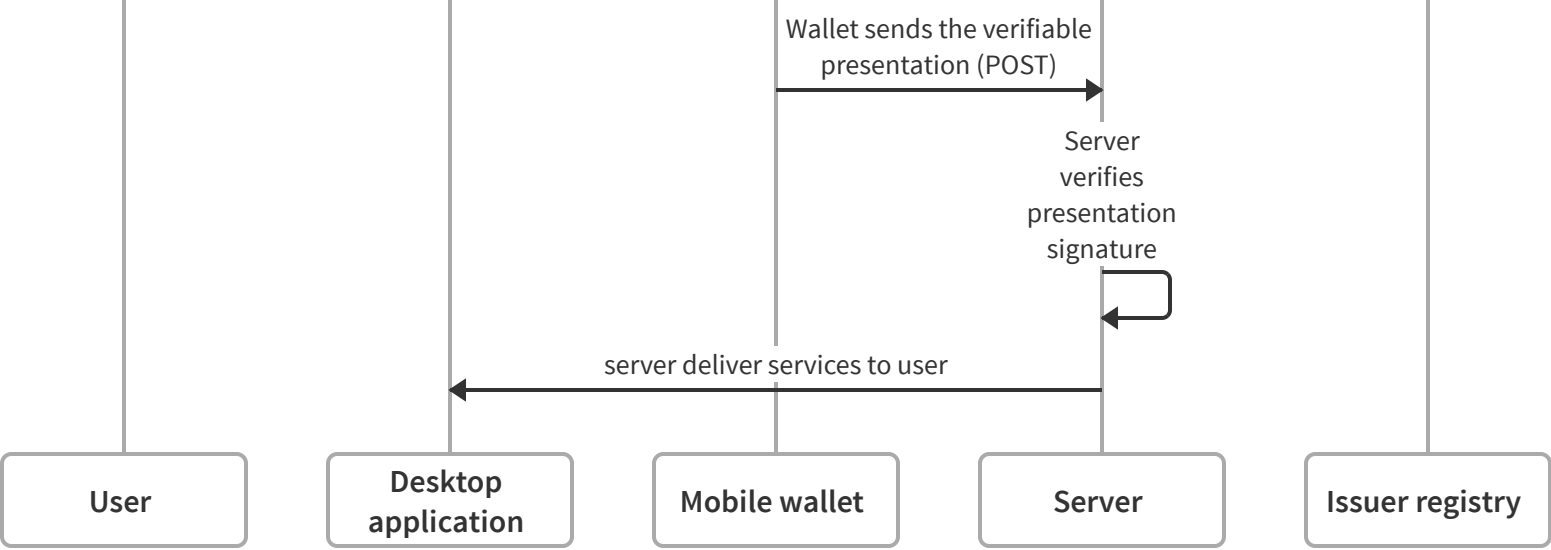 Wallet sends the verifiable
presentation (POST)
Server
verifies
presentation
signature
server deliver services to user
User
Desktop
application
Mobile wallet
Server
Issuer registry